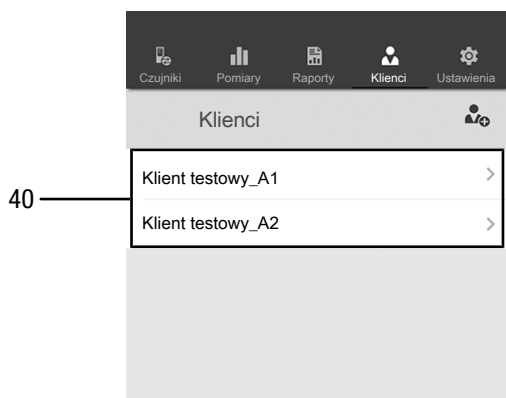 Czujniki Pomiary Raporty Klienci Ustawienia
Klienci
Klient testowy_A1
40
Klient testowy_A2